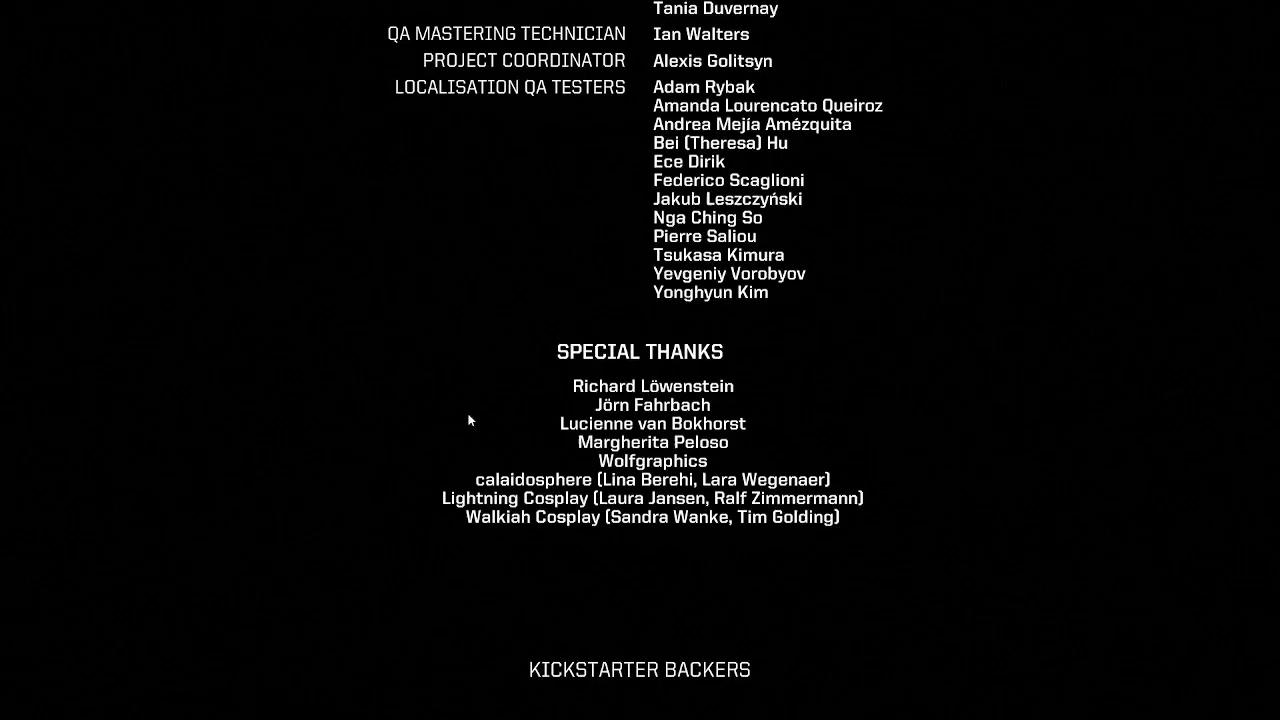 Tania Duvernay
QA MASTERING TECHNICIAN Ian Walters
PROJECT COORDINATOR Alexis Golitsyn
LOCALISATION QA TESTERS Adam Rybak
Amanda Lourencato Queiroz
Andrea Mejía Amézquita
Bei (Theresa) Hu
Ece Dirik
Federico Scaglioni
Jakub Leszczyński
Nga Ching So
Pierre Saliou
Tsukasa Kimura
Yevgeniy Vorobyov
Yonghyun Kim
SPECIAL THANKS
Richard Löwenstein
Jörn Fahrbach
Lucienne van Bokhorst
Margherita Peloso
Wolfgraphics
calaidosphere (Lina Berehi, Lara Wegenaer)
Lightning Cosplay (Laura Jansen, Ralf Zimmermann)
Walkiah Cosplay (Sandra Wanke, Tim Golding)
KICKSTARTER BACKERS